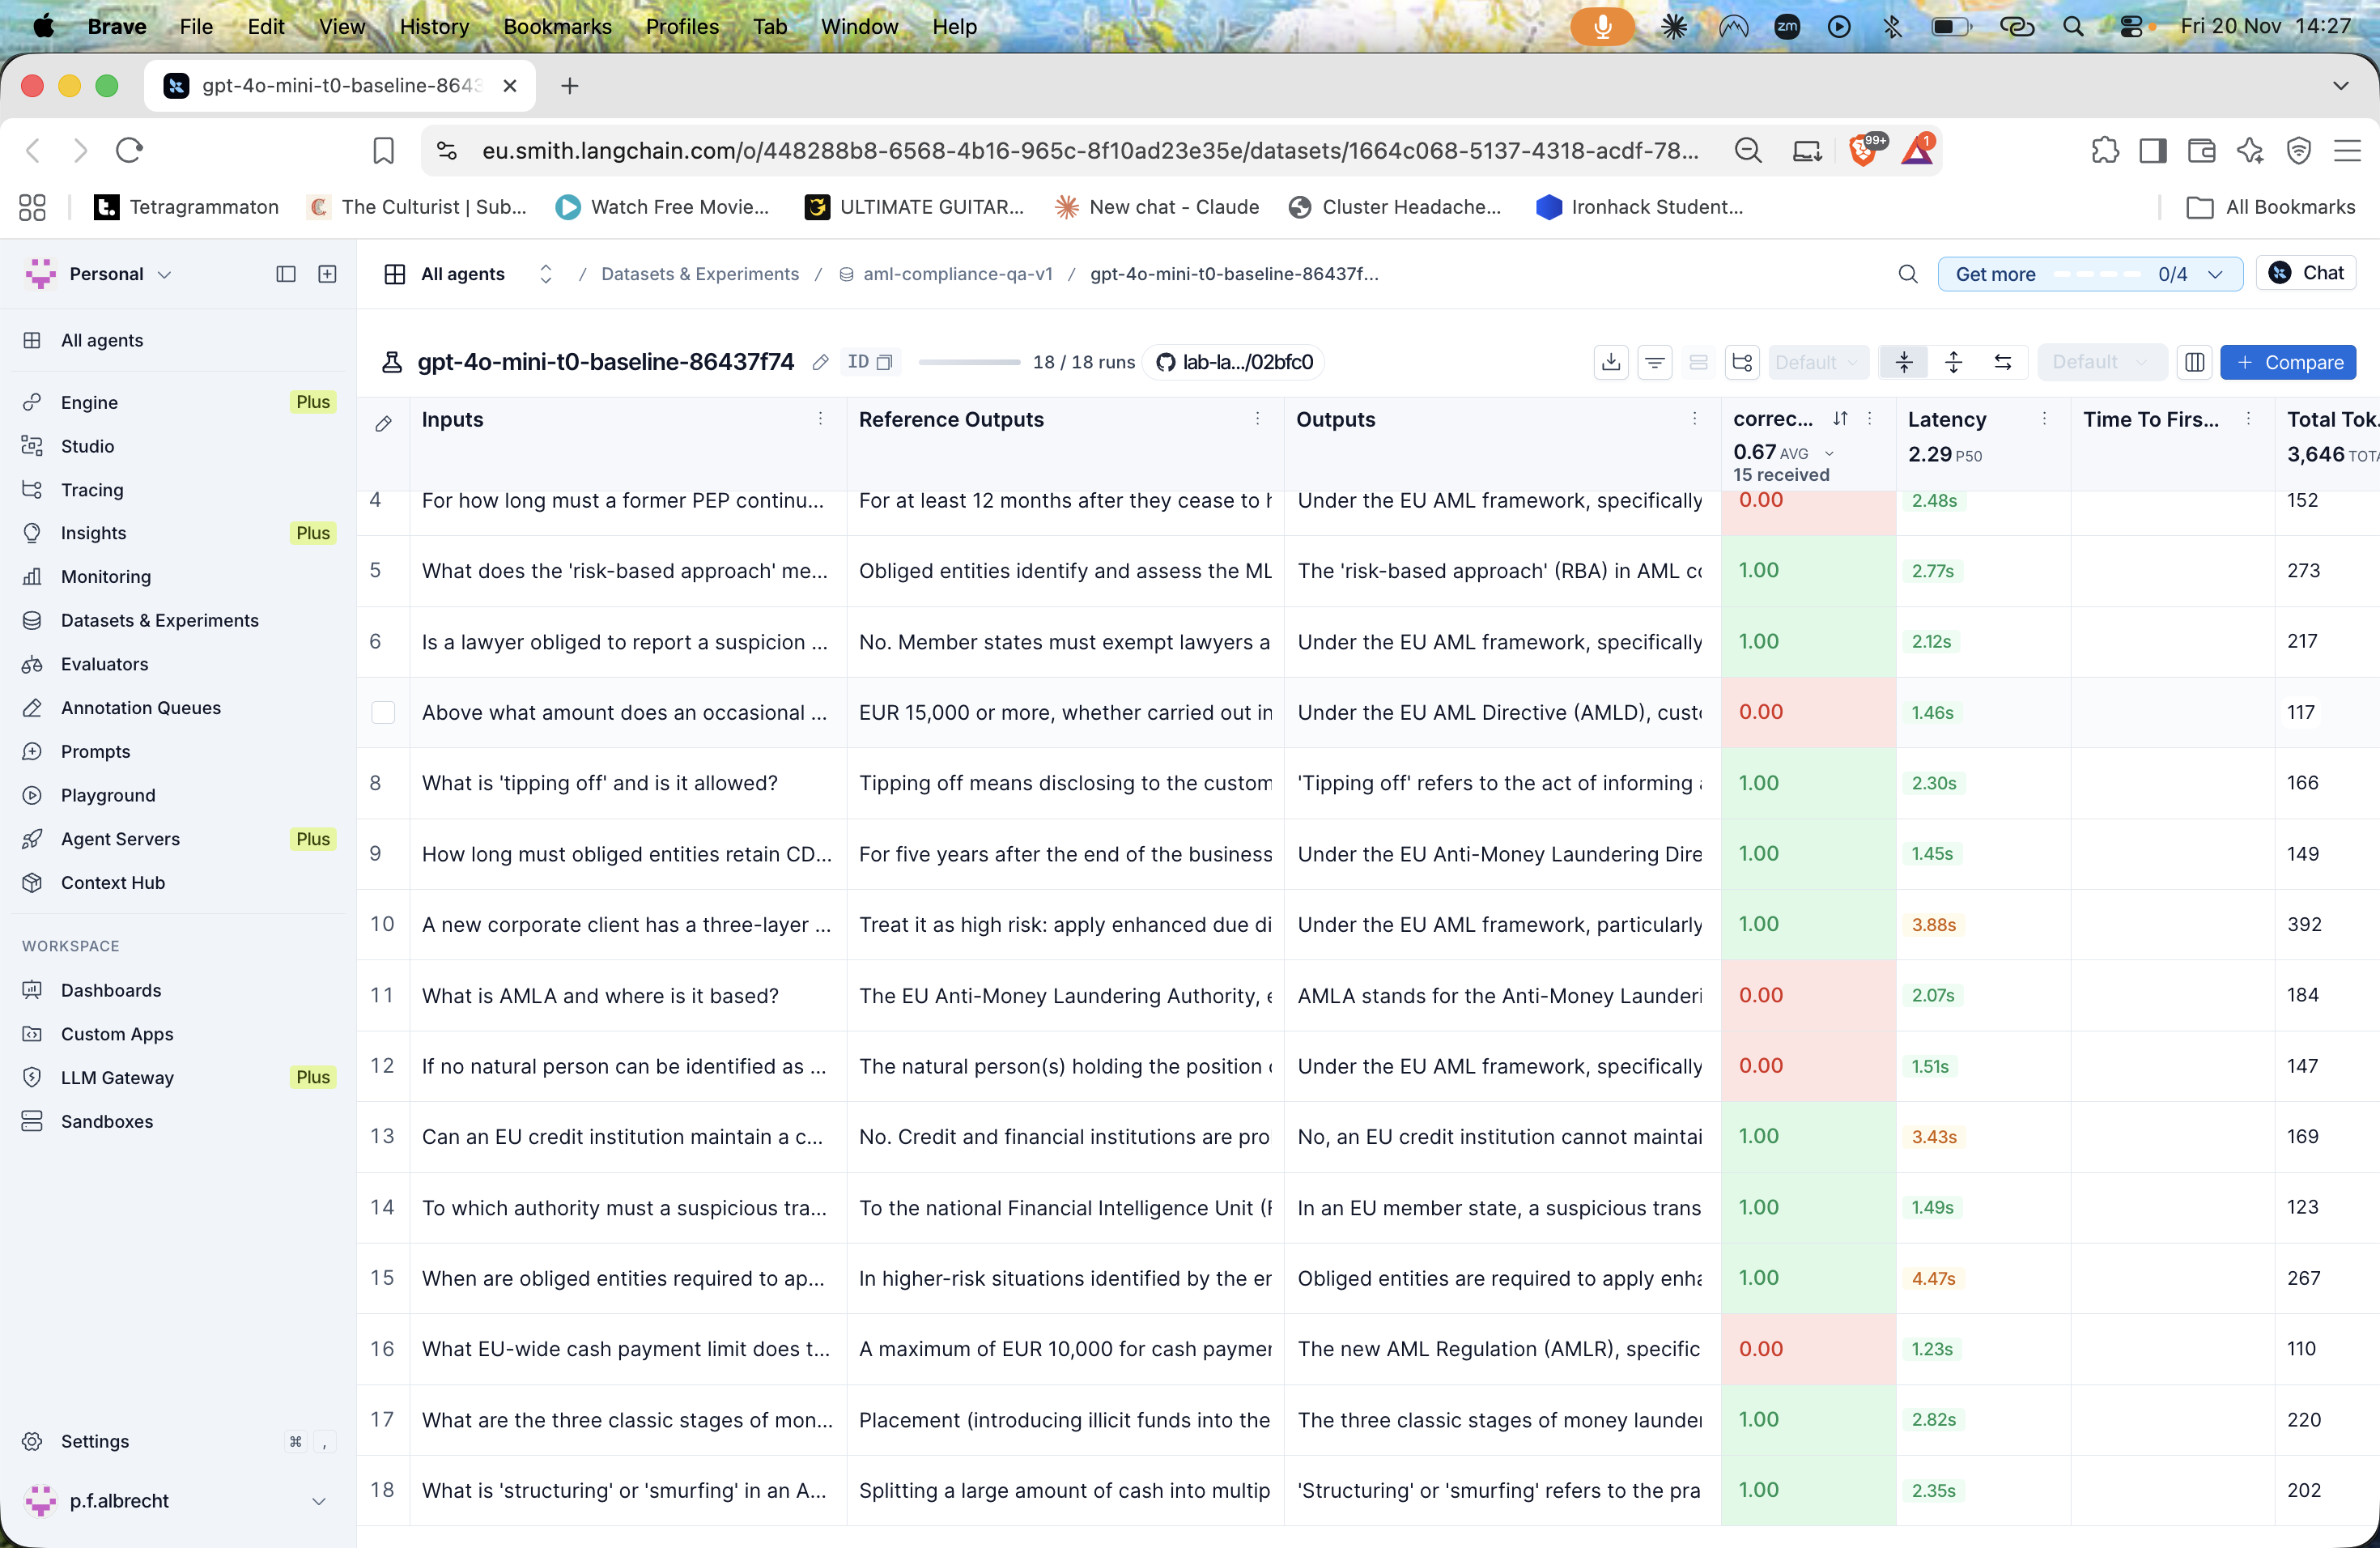 Brave File Edit View History Bookmarks Profiles Tab Window Help zm Fri 20 Nov 14:27
gpt-4o-mini-t0-baseline-8643
eu.smith.langchain.com/o/448288b8-6568-4b16-965c-8f10ad23e35e/datasets/1664c068-5137-4318-acdf-78... 99+ 1
Tetragrammaton The Culturist | Sub... Watch Free Movie... ULTIMATE GUITAR... New chat - Claude Cluster Headache... Ironhack Student... All Bookmarks
Personal All agents / Datasets & Experiments / aml-compliance-qa-v1 / gpt-4o-mini-t0-baseline-86437f... Get more 0/4 Chat
All agents
Engine Plus
Studio
Tracing
Insights Plus
Monitoring
Datasets & Experiments
Evaluators
Annotation Queues
Prompts
Playground
Agent Servers Plus
Context Hub
WORKSPACE
Dashboards
Custom Apps
LLM Gateway Plus
Sandboxes
Settings ⌘ ,
p.f.albrecht
gpt-4o-mini-t0-baseline-86437f74 ID 18 / 18 runs lab-la.../02bfc0 Default Default + Compare
Inputs Reference Outputs Outputs correc... Latency Time To Firs... Total Tok
0.67 AVG 2.29 P50 3,646 TOTA
15 received
4 For how long must a former PEP continu... For at least 12 months after they cease to h Under the EU AML framework, specifically 0.00 2.48s 152
5 What does the 'risk-based approach' me... Obliged entities identify and assess the ML The 'risk-based approach' (RBA) in AML co 1.00 2.77s 273
6 Is a lawyer obliged to report a suspicion ... No. Member states must exempt lawyers a Under the EU AML framework, specifically 1.00 2.12s 217
Above what amount does an occasional ... EUR 15,000 or more, whether carried out in Under the EU AML Directive (AMLD), custo 0.00 1.46s 117
8 What is 'tipping off' and is it allowed? Tipping off means disclosing to the custom 'Tipping off' refers to the act of informing a 1.00 2.30s 166
9 How long must obliged entities retain CD... For five years after the end of the business Under the EU Anti-Money Laundering Dire 1.00 1.45s 149
10 A new corporate client has a three-layer ... Treat it as high risk: apply enhanced due di Under the EU AML framework, particularly 1.00 3.88s 392
11 What is AMLA and where is it based? The EU Anti-Money Laundering Authority, e AMLA stands for the Anti-Money Launderi 0.00 2.07s 184
12 If no natural person can be identified as ... The natural person(s) holding the position o Under the EU AML framework, specifically 0.00 1.51s 147
13 Can an EU credit institution maintain a c... No. Credit and financial institutions are pro No, an EU credit institution cannot maintai 1.00 3.43s 169
14 To which authority must a suspicious tra... To the national Financial Intelligence Unit (F In an EU member state, a suspicious trans 1.00 1.49s 123
15 When are obliged entities required to ap... In higher-risk situations identified by the en Obliged entities are required to apply enha 1.00 4.47s 267
16 What EU-wide cash payment limit does t... A maximum of EUR 10,000 for cash paymen The new AML Regulation (AMLR), specific 0.00 1.23s 110
17 What are the three classic stages of mon... Placement (introducing illicit funds into the The three classic stages of money launder 1.00 2.82s 220
18 What is 'structuring' or 'smurfing' in an A... Splitting a large amount of cash into multip 'Structuring' or 'smurfing' refers to the pra 1.00 2.35s 202